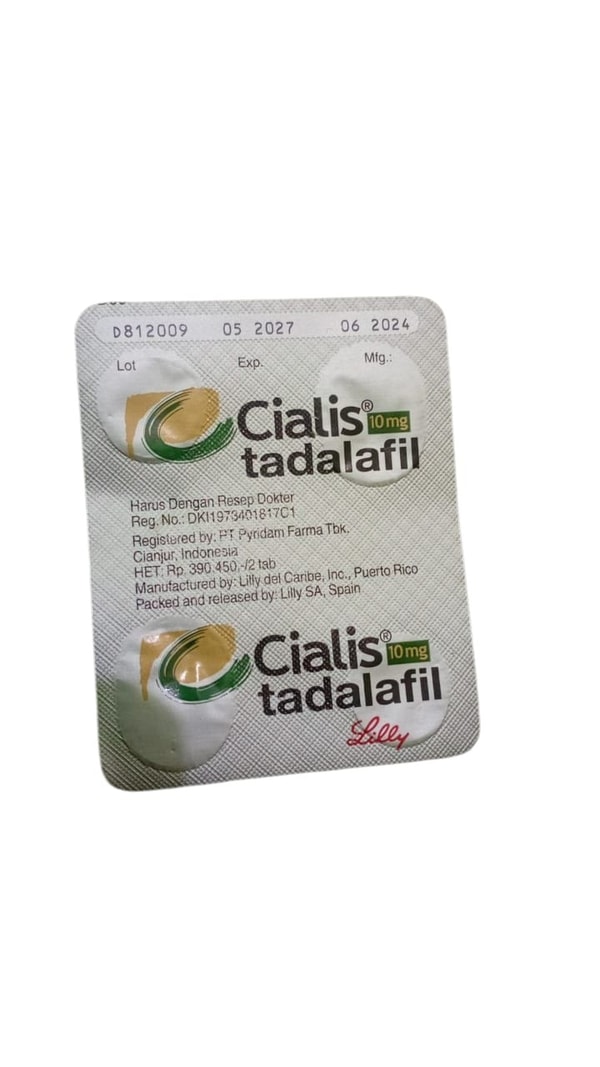 D812009 05 2027 06 2024
Lot Exp. Mfg.:
Cialis® 10 mg
tadalafil
Harus Dengan Resep Dokter
Reg. No.: DKI1973401817C1
Registered by: PT Pyridam Farma Tbk.
Cianjur, Indonesia
HET: Rp. 390.450,-/2 tab
Manufactured by: Lilly del Caribe, Inc., Puerto Rico
Packed and released by: Lilly SA, Spain
Cialis® 10 mg
tadalafil
Lilly